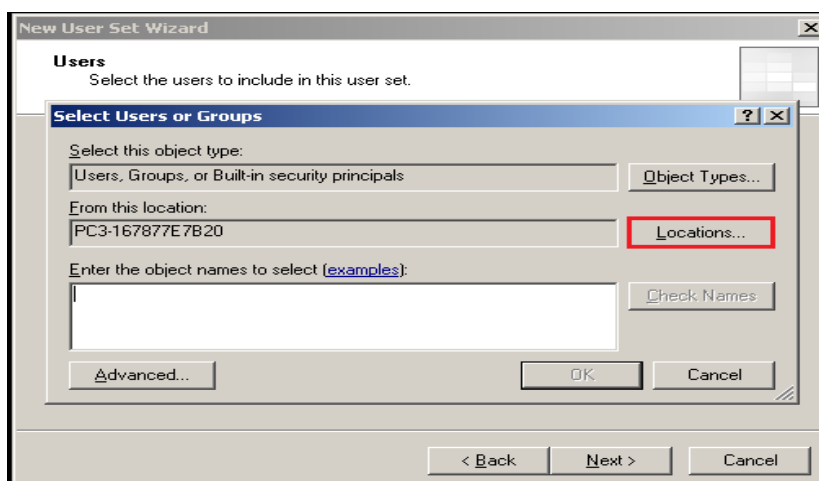 New User Set Wizard
Users
Select the users to include in this user set.
Select Users or Groups
Select this object type:
Users, Groups, or Built-in security principals
Object Types...
From this location:
PC3-167877E7B20
Locations...
Enter the object names to select (examples):
Check Names
Advanced...
OK
Cancel
< Back
Next >
Cancel